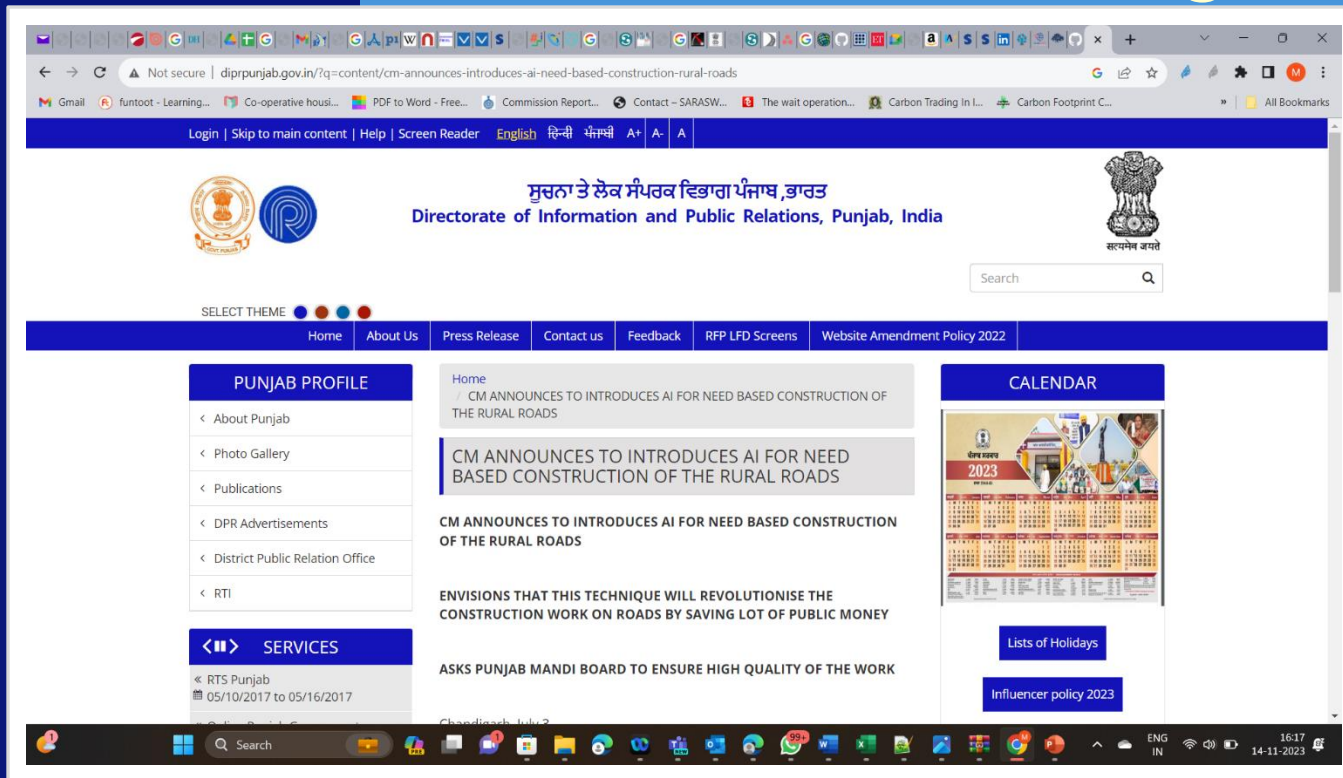 Not secure | diprpunjab.gov.in/?q=content/cm-announces-introduces-ai-need-based-construction-rural-roads
Gmail funtoot - Learning... Co-operative housi... PDF to Word - Free... Commission Report... Contact – SARASW... The wait operation... Carbon Trading In I... Carbon Footprint C... » All Bookmarks
Login | Skip to main content | Help | Screen Reader English हिन्दी ਪੰਜਾਬੀ A+ A- A
ਸੂਚਨਾ ਤੇ ਲੋਕ ਸੰਪਰਕ ਵਿਭਾਗ ਪੰਜਾਬ ,ਭਾਰਤ
Directorate of Information and Public Relations, Punjab, India
सत्यमेव जयते
Search
SELECT THEME
Home About Us Press Release Contact us Feedback RFP LFD Screens Website Amendment Policy 2022
PUNJAB PROFILE
< About Punjab
< Photo Gallery
< Publications
< DPR Advertisements
< District Public Relation Office
< RTI
SERVICES
« RTS Punjab
05/10/2017 to 05/16/2017
Home
/ CM ANNOUNCES TO INTRODUCES AI FOR NEED BASED CONSTRUCTION OF
THE RURAL ROADS
CM ANNOUNCES TO INTRODUCES AI FOR NEED
BASED CONSTRUCTION OF THE RURAL ROADS
CM ANNOUNCES TO INTRODUCES AI FOR NEED BASED CONSTRUCTION
OF THE RURAL ROADS
ENVISIONS THAT THIS TECHNIQUE WILL REVOLUTIONISE THE
CONSTRUCTION WORK ON ROADS BY SAVING LOT OF PUBLIC MONEY
ASKS PUNJAB MANDI BOARD TO ENSURE HIGH QUALITY OF THE WORK
Chandigarh, July 3
CALENDAR
ਪੰਜਾਬ ਸਰਕਾਰ
2023
Lists of Holidays
Influencer policy 2023
Search
99+
ENG
IN
16:17
14-11-2023